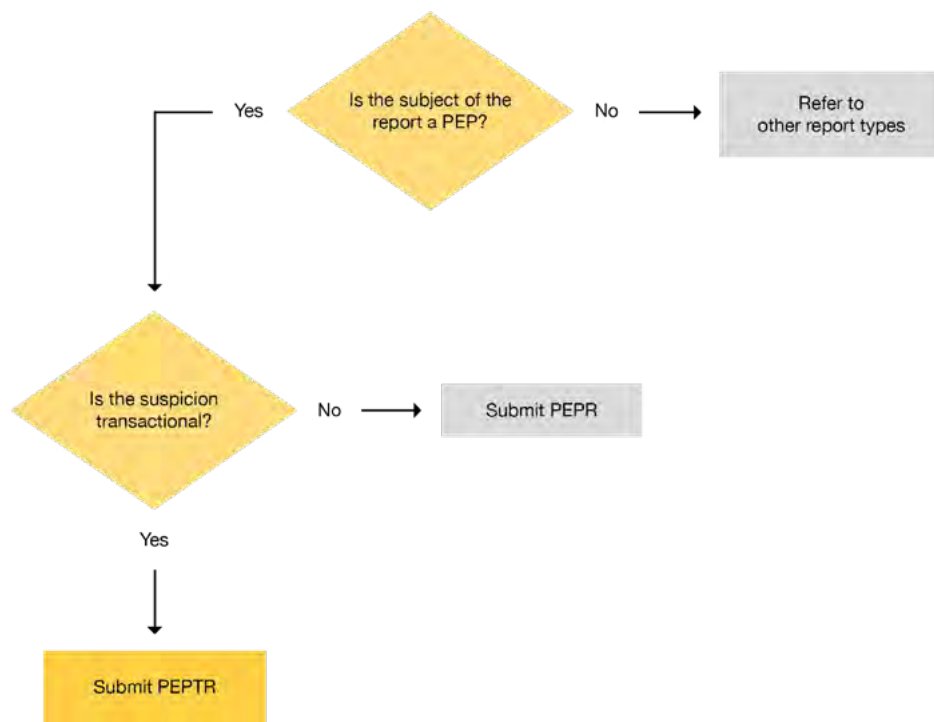 Is the subject of the
report a PEP?
Yes
No
Refer to
other report types
Is the suspicion
transactional?
No
Submit PEPR
Yes
Submit PEPTR